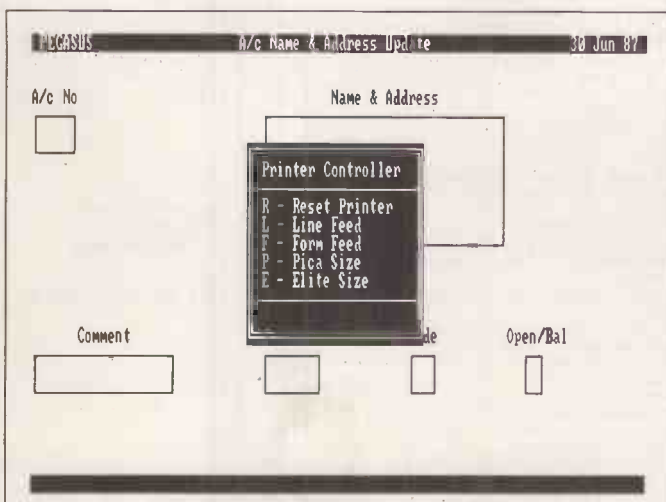 PEGASUS A/c Name & Address Update 30 Jun 87
A/c No Name & Address
Printer Controller
R - Reset Printer
L - Line Feed
F - Form Feed
P - Pica Size
E - Elite Size
Comment de Open/Bal